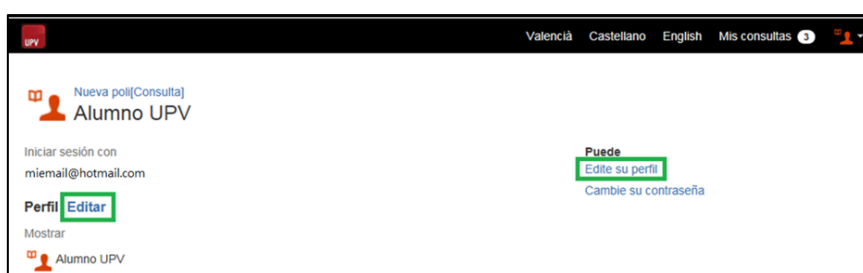 UPV
Valencià Castellano English Mis consultas 3
Nueva poli[Consulta]
Alumno UPV
Iniciar sesión con
miemail@hotmail.com
Perfil Editar
Mostrar
Alumno UPV
Puede
Edite su perfil
Cambie su contraseña